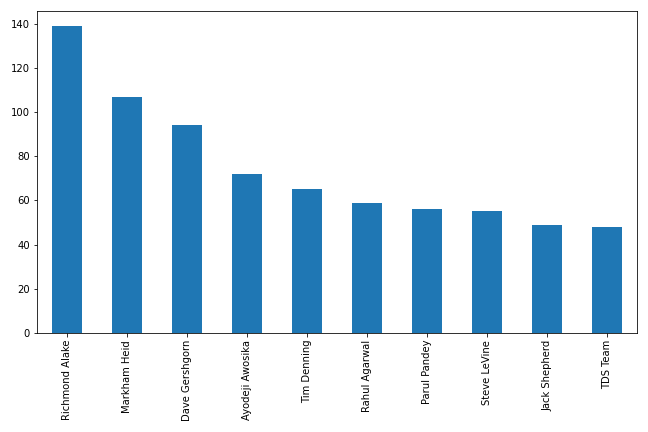 140
120
100
80
60
40
20
0
Richmond Alake
Markham Heid
Dave Gershgorn
Ayodeji Awosika
Tim Denning
Rahul Agarwal
Parul Pandey
Steve LeVine
Jack Shepherd
TDS Team